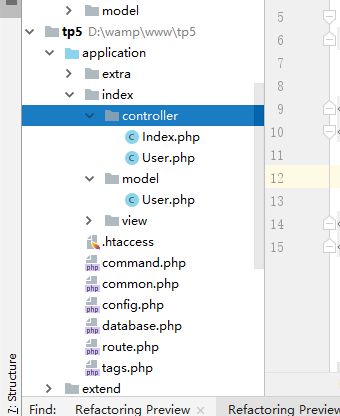 model
tp5 D:\wamp\www\tp5
application
extra
index
controller
Index.php
User.php
model
User.php
view
.htaccess
command.php
common.php
config.php
database.php
route.php
tags.php
extend
5
6
7
8
9
10
11
12
13
14
15
Z: Structure
Find: Refactoring Preview × Refactoring Preview